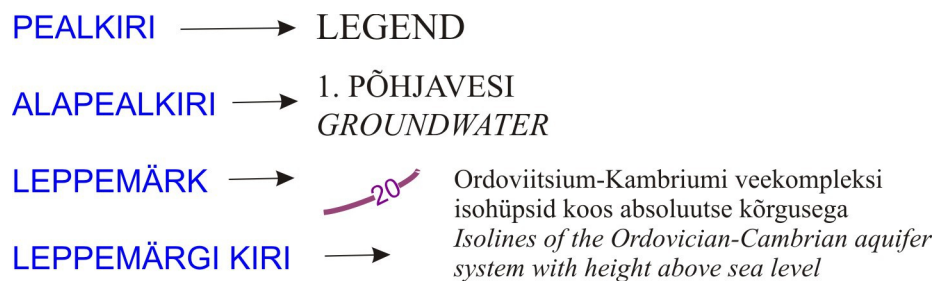 PEALKIRI LEGEND
ALAPEALKIRI 1. PÕHJAVESI
GROUNDWATER
LEPPEMÄRK 20 Ordoviitsium-Kambriumi veekompleksi
isohüpsid koos absoluutse kõrgusega
LEPPEMÄRGI KIRI Isolines of the Ordovician-Cambrian aquifer
system with height above sea level